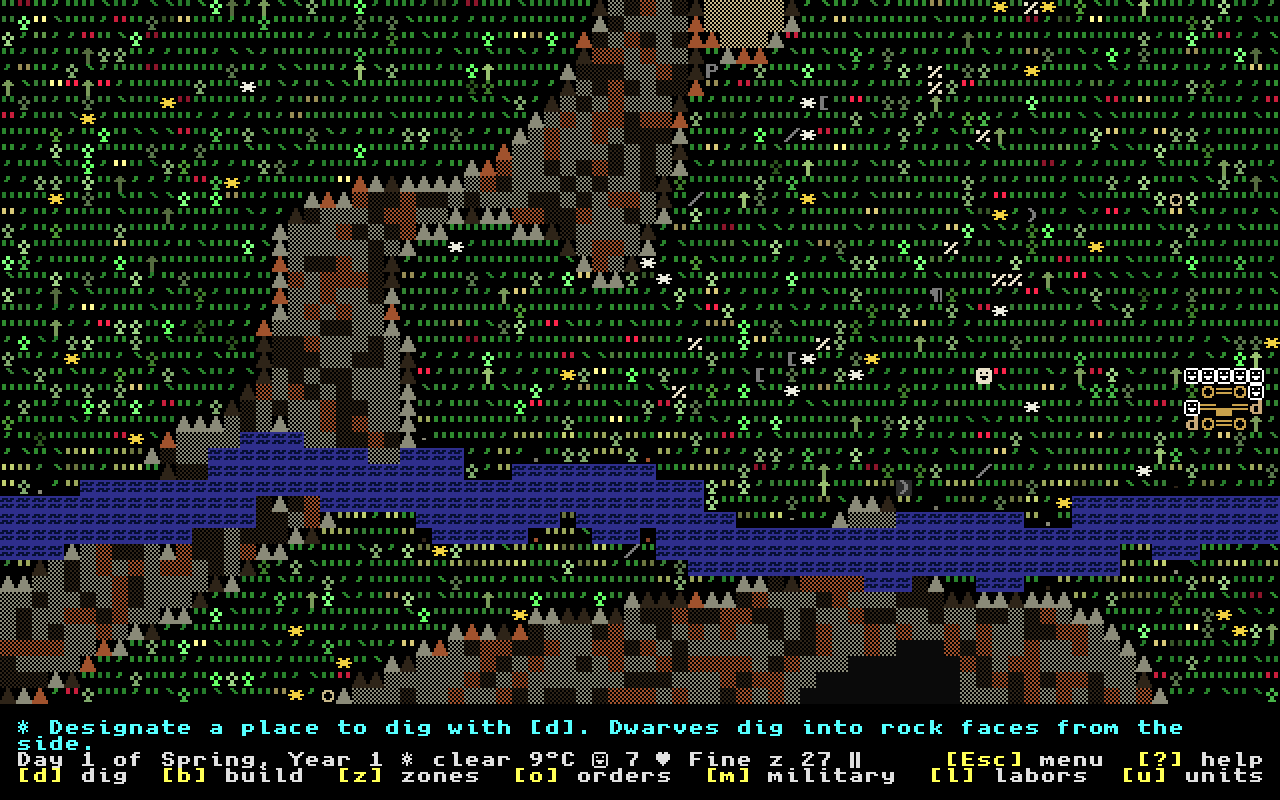 * Designate a place to dig with [d]. Dwarves dig into rock faces from the
side.
Day 1 of Spring, Year 1 * clear 9°C ☺ 7 ♥ Fine z 27 ‖ [Esc] menu [?] help
[d] dig [b] build [z] zones [o] orders [m] military [l] labors [u] units